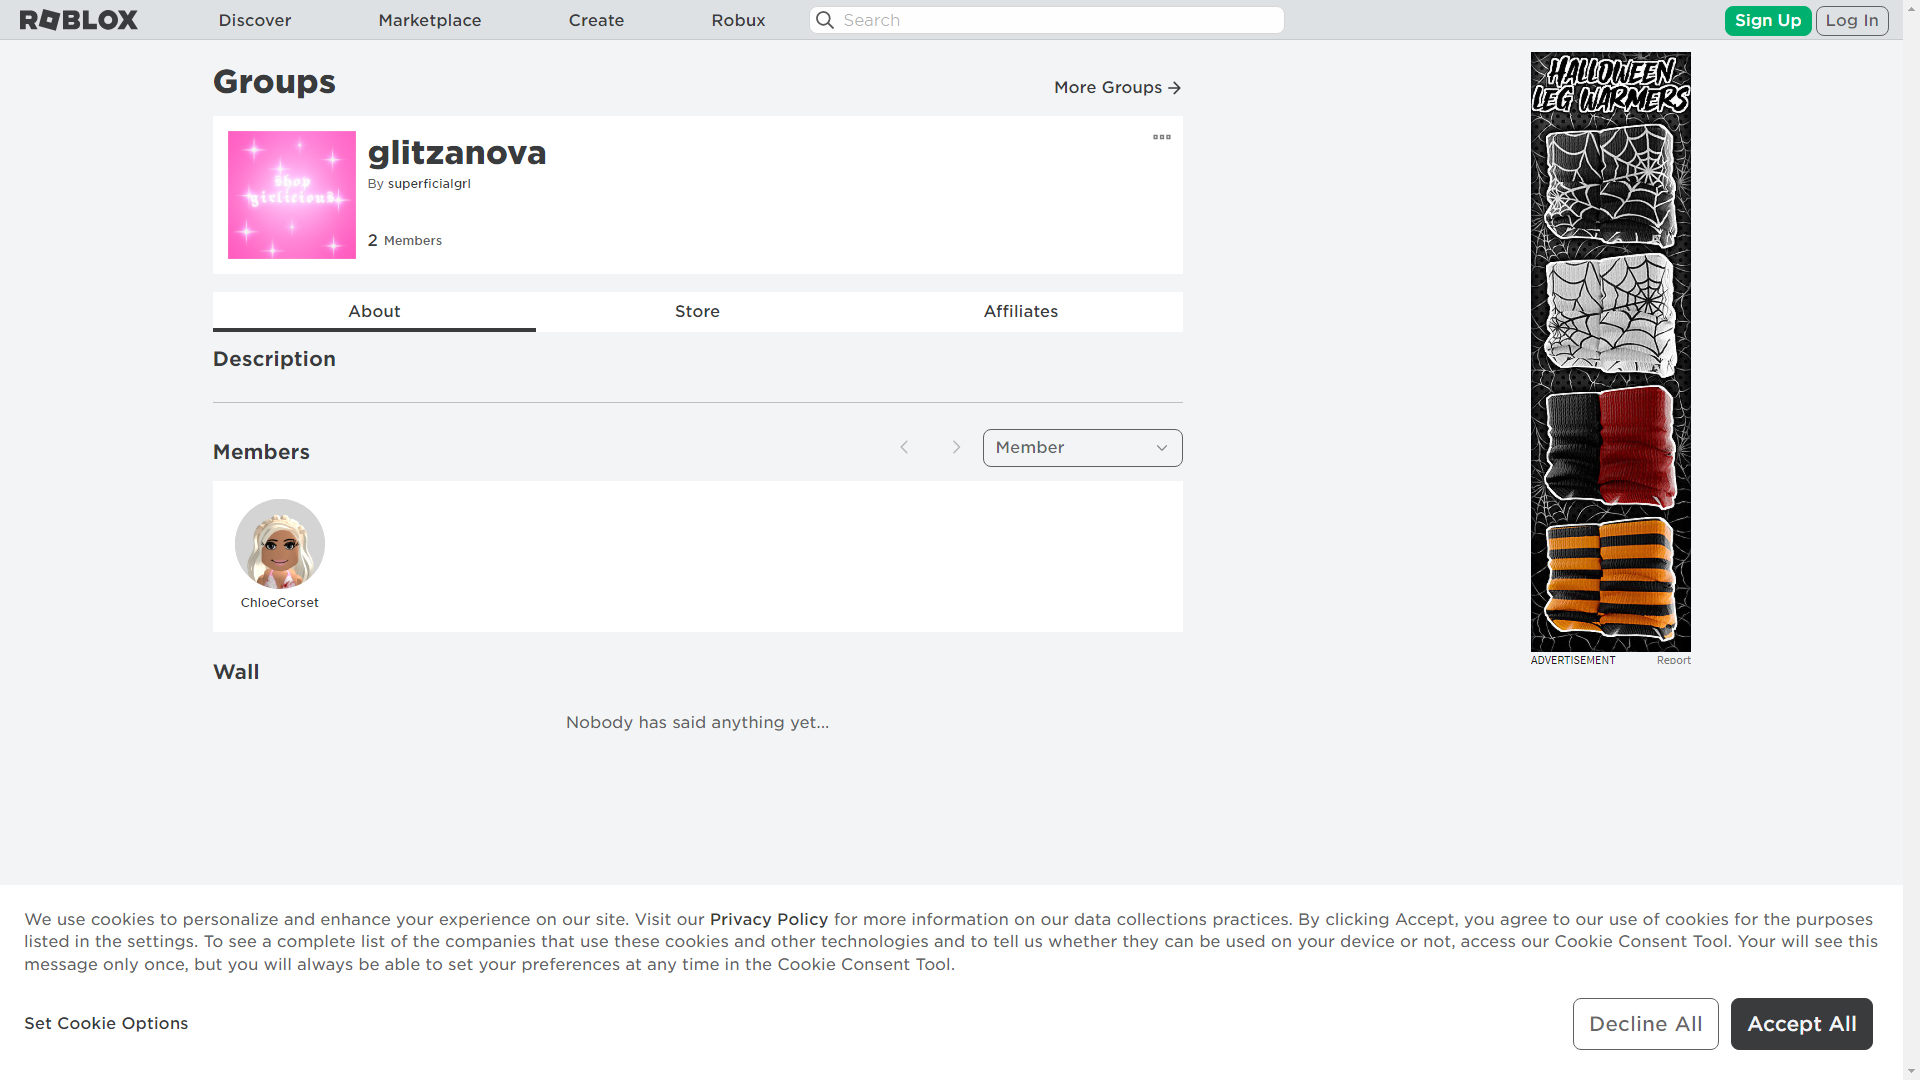 ROBLOX
Discover
Marketplace
Create
Robux
Search
Sign Up
Log In
Groups
More Groups
shop
girlicious
glitzanova
By superficialgrl
2 Members
About
Store
Affiliates
Description
Members
Member
ChloeCorset
Wall
Nobody has said anything yet...
HALLOWEEN
LEG WARMERS
ADVERTISEMENT
Report
We use cookies to personalize and enhance your experience on our site. Visit our Privacy Policy for more information on our data collections practices. By clicking Accept, you agree to our use of cookies for the purposes
listed in the settings. To see a complete list of the companies that use these cookies and other technologies and to tell us whether they can be used on your device or not, access our Cookie Consent Tool. Your will see this
message only once, but you will always be able to set your preferences at any time in the Cookie Consent Tool.
Set Cookie Options
Decline All
Accept All